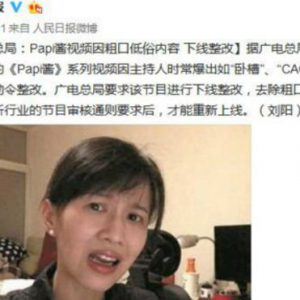 报
1 来自 人民日报微博
总局：Papi酱视频因粗口低俗内容 下线整改】据广电总局
的《Papi酱》系列视频因主持人时常爆出如“卧槽”、“CAO
勒令整改。广电总局要求该节目进行下线整改，去除粗口
新行业的节目审核通则要求后，才能重新上线。（刘阳）